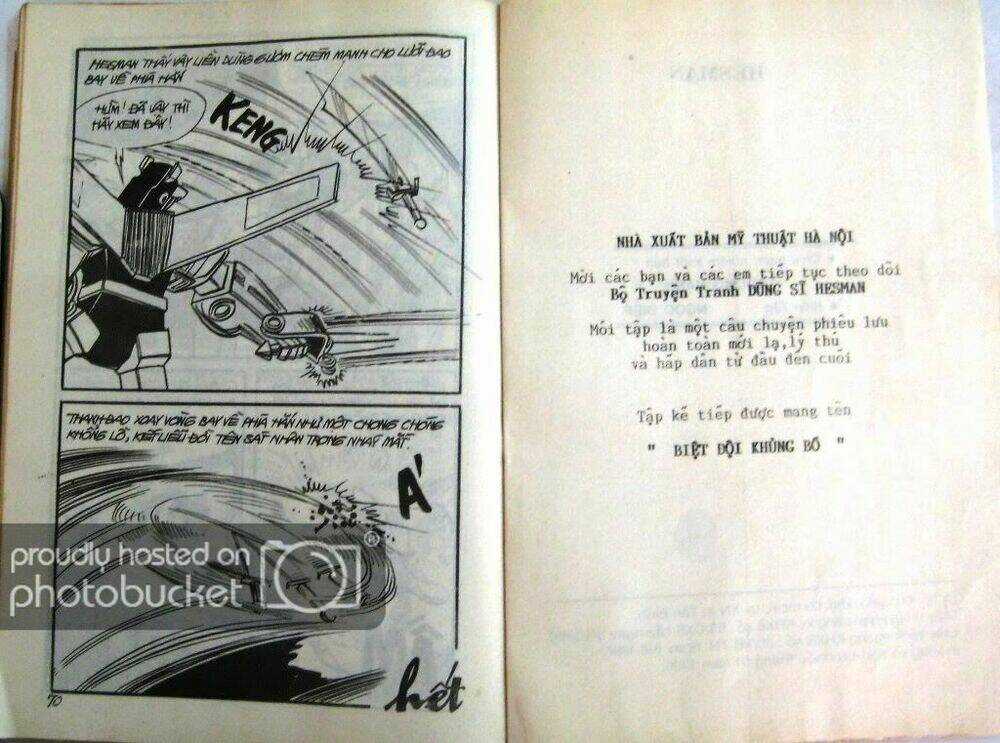 HESMAN THẤY VẬY LIỀN DÙNG GƯƠM CHÉM MẠNH CHO LƯỠI ĐAO
BAY VỀ PHÍA HẮN
HỪM! ĐÃ VẬY THÌ
HÃY XEM ĐÂY!
KENG
THANH ĐAO XOAY VÒNG BAY VỀ PHÍA HẮN NHƯ MỘT CHONG CHÓNG
KHỔNG LỒ, KẾT LIỄU ĐỜI TÊN SÁT NHÂN TRONG NHÁY MẮT.
Á
proudly hosted on
photobucket
®
hết
70
HESMAN
NHÀ XUẤT BẢN MỸ THUẬT HÀ NỘI
Mời các bạn và các em tiếp tục theo dõi
Bộ Truyện Tranh DŨNG SĨ HESMAN
Mỗi tập là một câu chuyện phiêu lưu
hoàn toàn mới lạ,lý thú
và hấp dẫn từ đầu đến cuối
Tập kế tiếp được mang tên
" BIỆT ĐỘI KHỦNG BỐ "